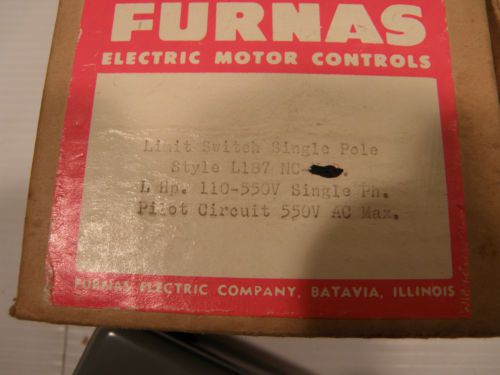 FURNAS
ELECTRIC MOTOR CONTROLS
Limit Switch Single Pole
Style L187 NC-
Hp. 110-550V Single Ph.
Pilot Circuit 550V AC Max.
FURNAS ELECTRIC COMPANY, BATAVIA, ILLINOIS